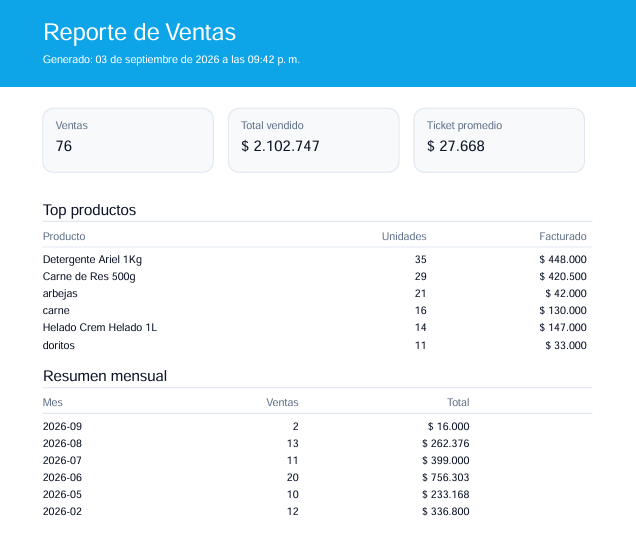 Reporte de Ventas
Generado: 03 de septiembre de 2026 a las 09:42 p. m.
Ventas Total vendido Ticket promedio
76 $ 2.102.747 $ 27.668
Top productos
Producto Unidades Facturado
Detergente Ariel 1Kg 35 $ 448.000
Carne de Res 500g 29 $ 420.500
arbejas 21 $ 42.000
carne 16 $ 130.000
Helado Crem Helado 1L 14 $ 147.000
doritos 11 $ 33.000
Resumen mensual
Mes Ventas Total
2026-09 2 $ 16.000
2026-08 13 $ 262.376
2026-07 11 $ 399.000
2026-06 20 $ 756.303
2026-05 10 $ 233.168
2026-02 12 $ 336.800